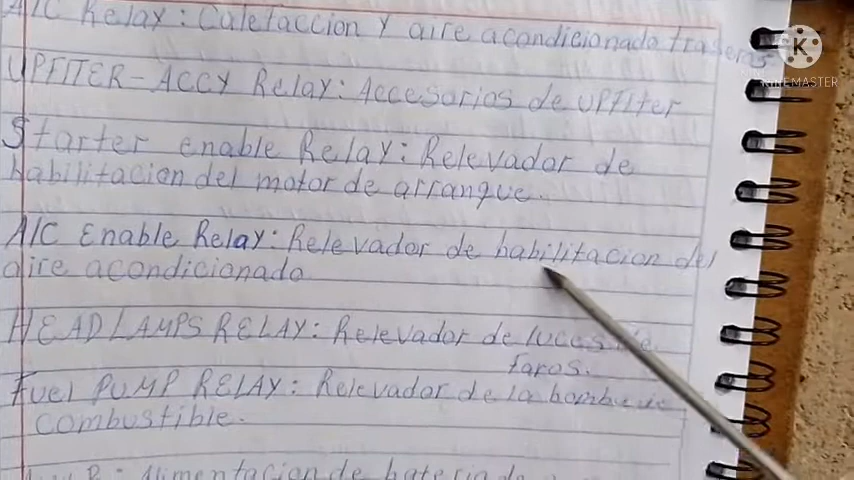 A/C Relay: Calefaccion Y aire acondicionado traseros
UPFITER-ACCY Relay: Accesorios de UPfiter
Starter enable Relay: Relevador de
habilitacion del motor de arranque.
A/C Enable Relay: Relevador de habilitacion del
aire acondicionado
HEADLAMPS RELAY: Relevador de luces de
faros.
Fuel PUMP RELAY: Relevador de la bomba de
combustible.
Alimentacion de bateria
K
KINEMASTER